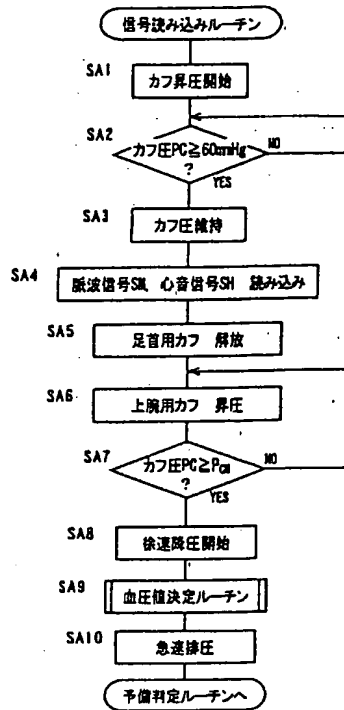 信号読み込みルーチン
SA1
カフ昇圧開始
SA2
カフ圧PC≧60mmHg
?
NO
YES
SA3
カフ圧維持
SA4
脈波信号SM、心音信号SH 読み込み
SA5
足首用カフ 解放
SA6
上腕用カフ 昇圧
SA7
カフ圧PC≧PCM
?
NO
YES
SA8
徐速降圧開始
SA9
血圧値決定ルーチン
SA10
急速排圧
予備判定ルーチンへ